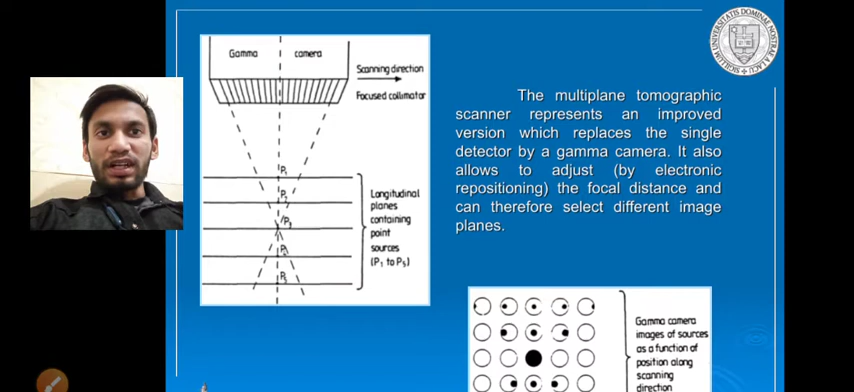 Gamma camera
Scanning direction
Focused collimator
P₁
P₂
P₃
P₄
P₅
Longitudinal
planes
containing
point
sources
(P₁ to P₅)
The multiplane tomographic
scanner represents an improved
version which replaces the single
detector by a gamma camera. It also
allows to adjust (by electronic
repositioning) the focal distance and
can therefore select different image
planes.
Gamma camera
images of sources
as a function of
position along
scanning
direction